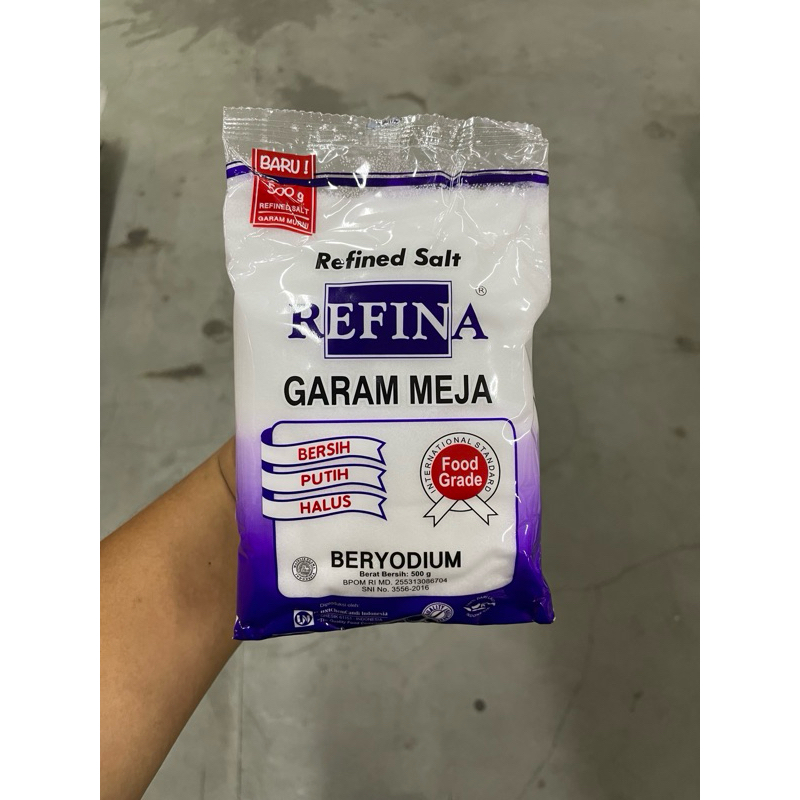 BARU !
500 g
REFINED SALT
GARAM MURNI
Refined Salt
REFINA®
GARAM MEJA
BERSIH
PUTIH
HALUS
INTERNATIONAL STANDARD
Food
Grade
BERYODIUM
Berat Bersih: 500 g
BPOM RI MD. 255313086704
SNI No. 3556-2016
oleh: